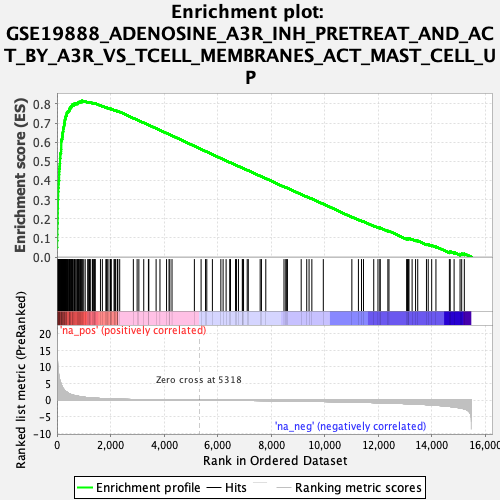 Enrichment plot:
GSE19888_ADENOSINE_A3R_INH_PRETREAT_AND_AC
T_BY_A3R_VS_TCELL_MEMBRANES_ACT_MAST_CELL_U
P
Enrichment score (ES)
0.8
0.7
0.6
0.5
0.4
0.3
0.2
0.1
0.0
Ranked list metric (PreRanked)
20
15
10
5
0
-5
-10
'na_pos' (positively correlated)
Zero cross at 5318
'na_neg' (negatively correlated)
0 2,000 4,000 6,000 8,000 10,000 12,000 14,000 16,000
Rank in Ordered Dataset
Enrichment profile Hits Ranking metric scores